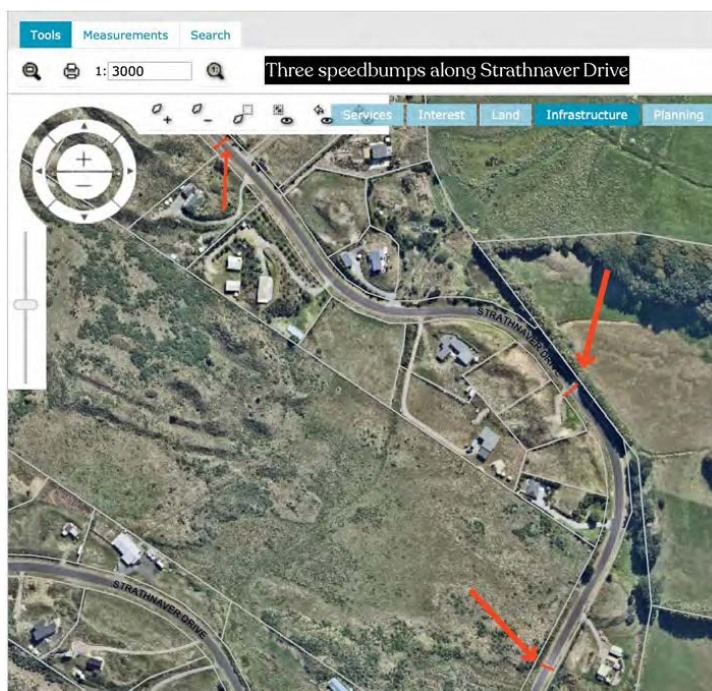 Tools Measurements Search
1: 3000
Three speedbumps along Strathnaver Drive
Services Interest Land Infrastructure Planning
STRATHNAVER DRIVE
STRATHNAVER DRIVE